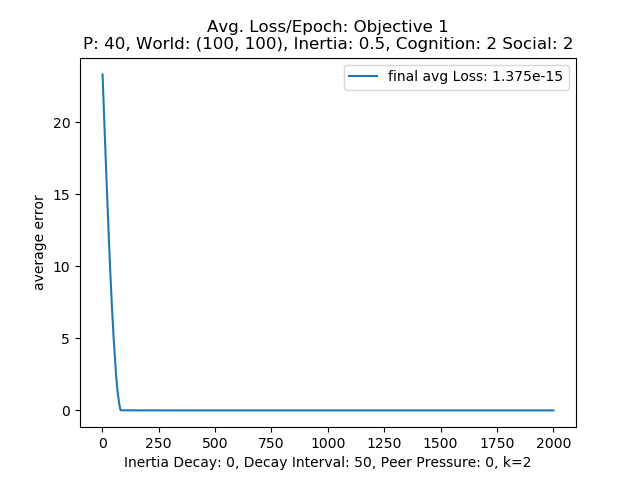 Avg. Loss/Epoch: Objective 1
P: 40, World: (100, 100), Inertia: 0.5, Cognition: 2 Social: 2
final avg Loss: 1.375e-15
average error
20
15
10
5
0
0 250 500 750 1000 1250 1500 1750 2000
Inertia Decay: 0, Decay Interval: 50, Peer Pressure: 0, k=2